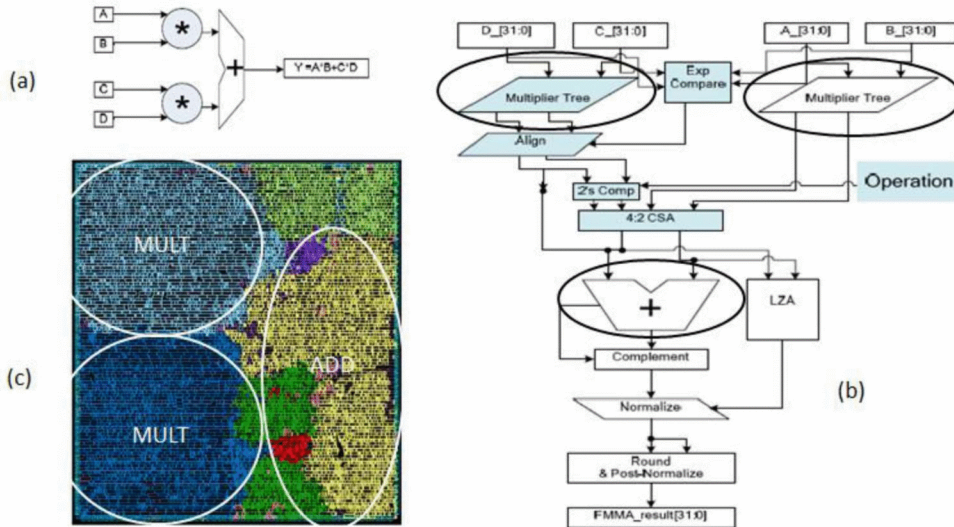 (a)
A
B
C
D
*
*
+
Y=A*B+C*D
(c)
MULT
MULT
ADD
(b)
D_[31:0]
C_[31:0]
A_[31:0]
B_[31:0]
Multiplier Tree
Exp
Compare
Multiplier Tree
Align
2's Comp
Operation
4:2 CSA
+
LZA
Complement
Normalize
Round
& Post-Normalize
FMMA_result[31:0]